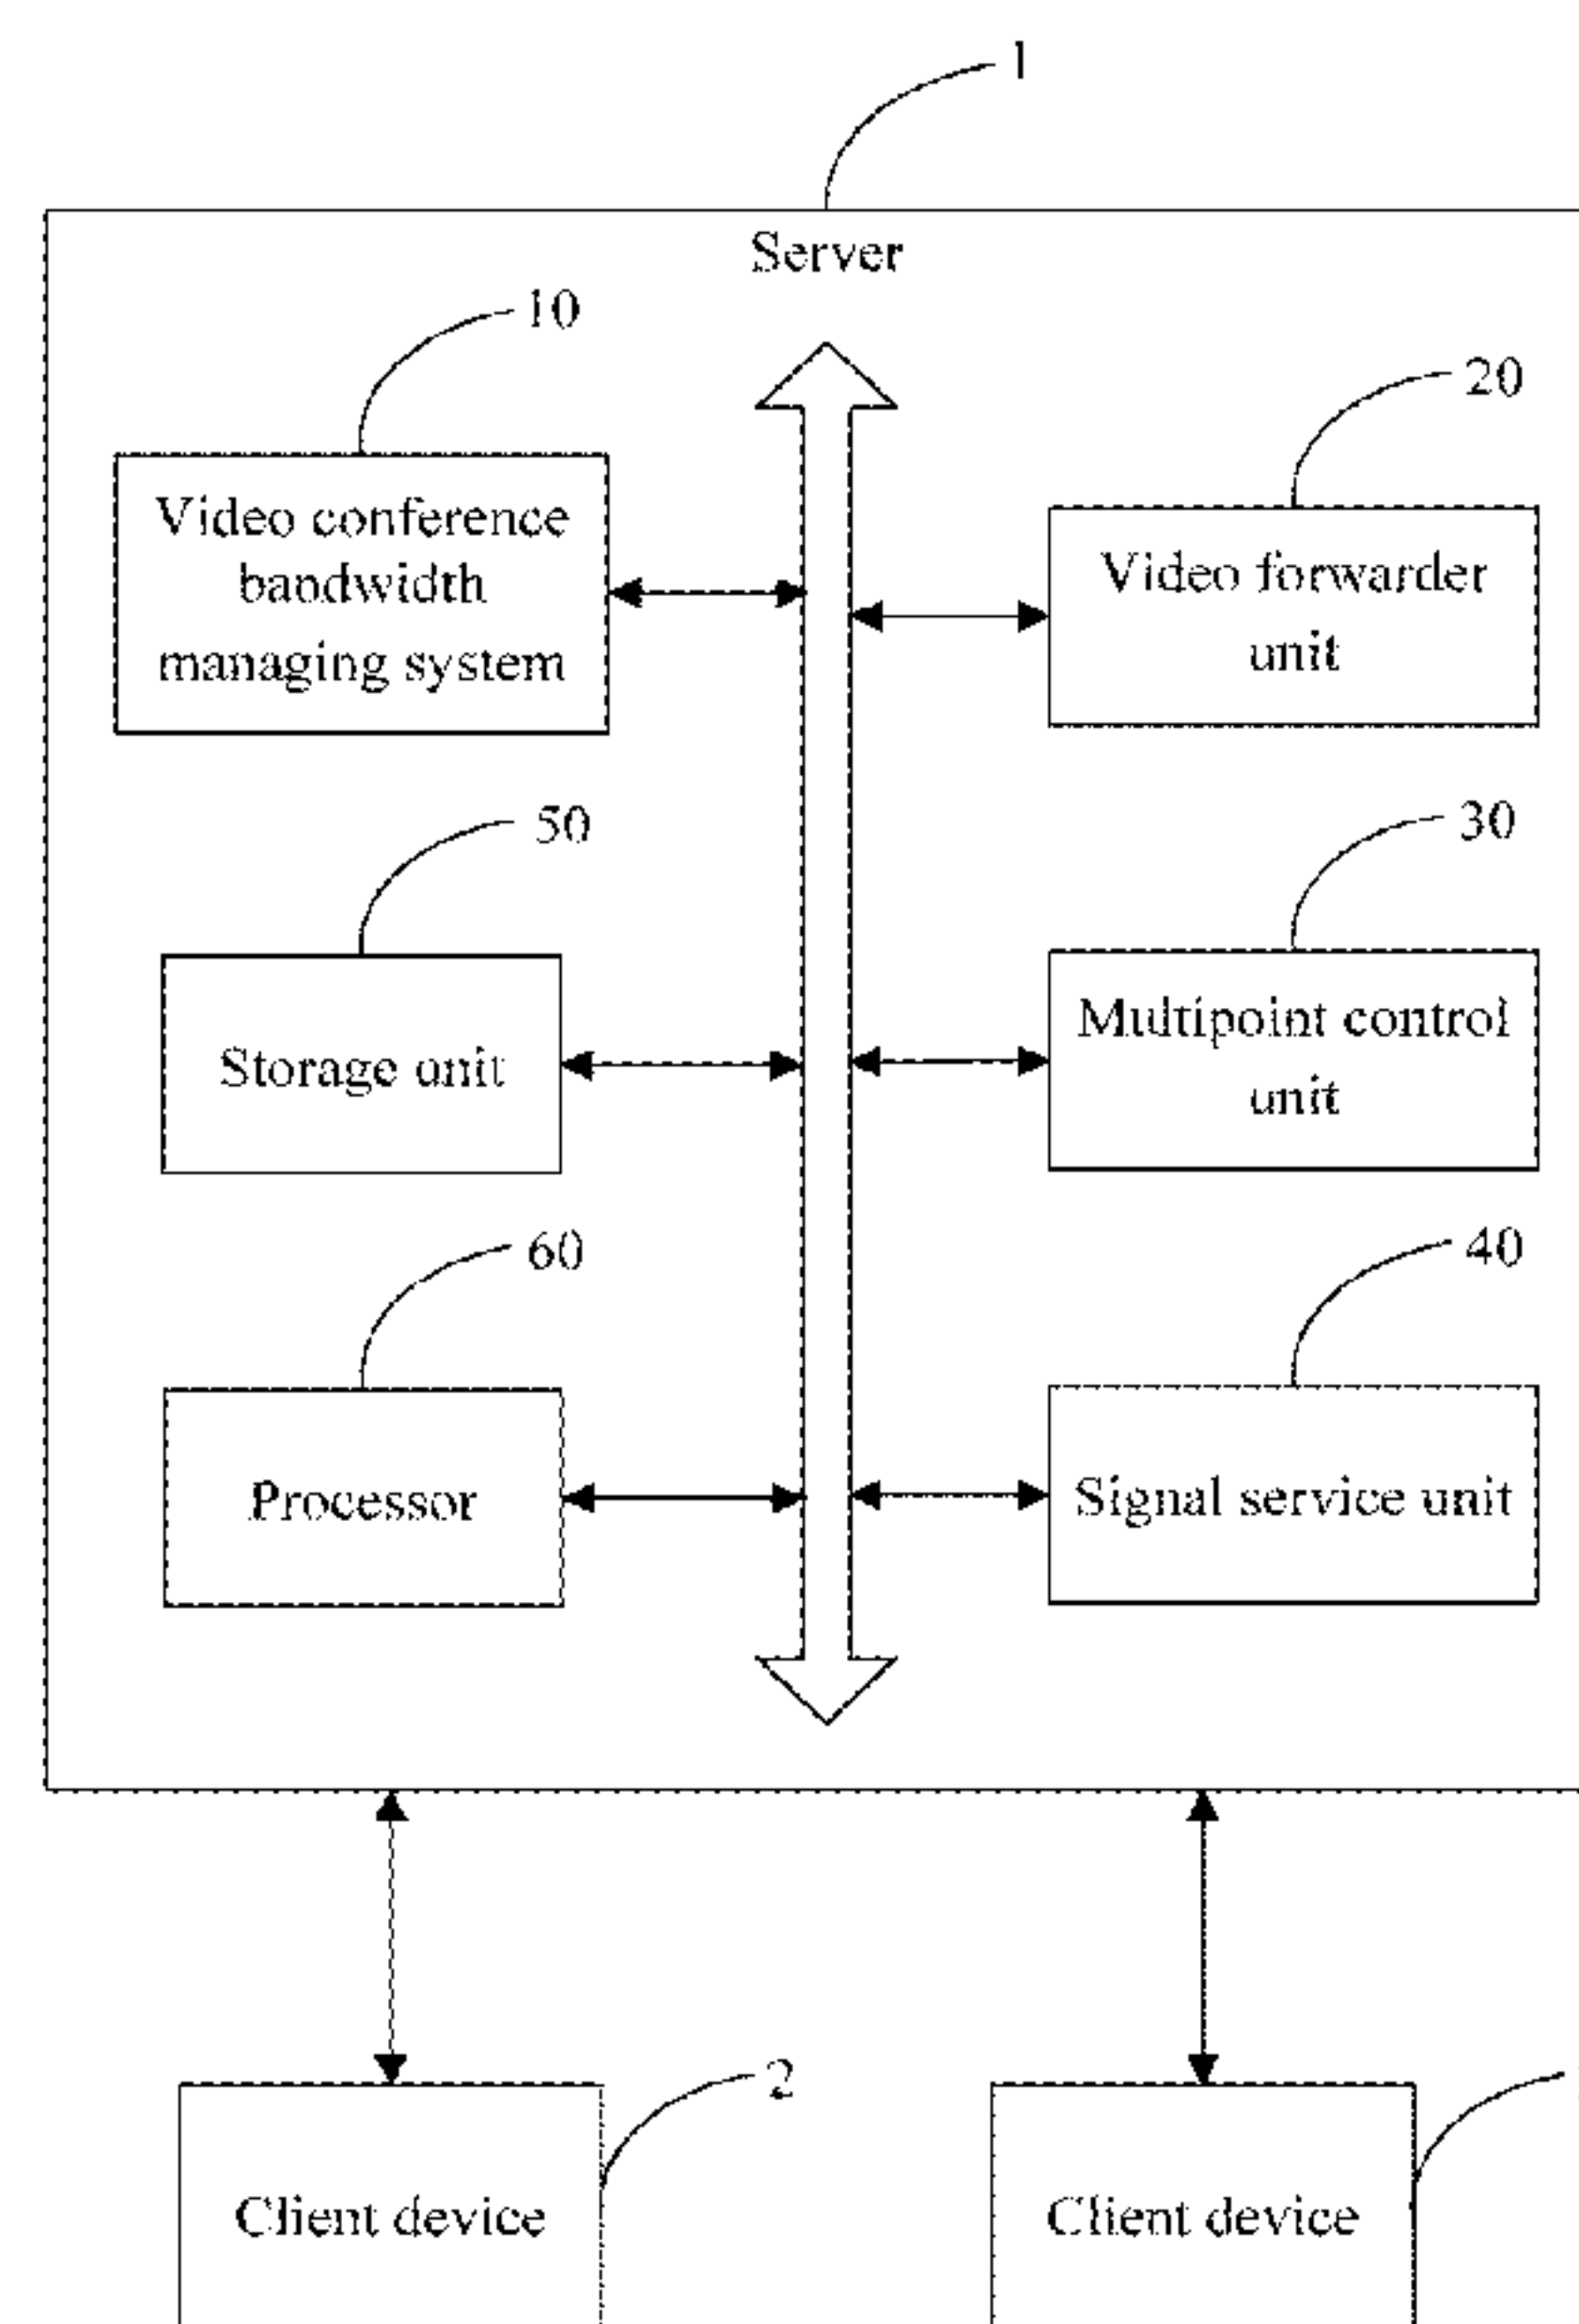 1
Server
10
20
Video conference
bandwidth
managing system
Video forwarder
unit
50
30
Storage unit
Multipoint control
unit
60
40
Processor
Signal service unit
2
Client device
Client device